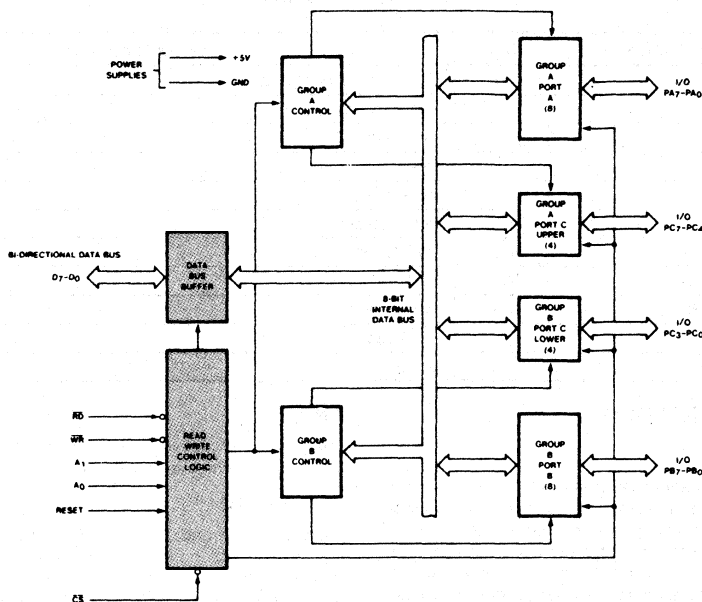 POWER
SUPPLIES
+5V
GND
GROUP
A
CONTROL
GROUP
A
PORT
A
(8)
I/O
PA7-PA0
GROUP
A
PORT C
UPPER
(4)
I/O
PC7-PC4
BI-DIRECTIONAL DATA BUS
D7-D0
DATA
BUS
BUFFER
8-BIT
INTERNAL
DATA BUS
GROUP
B
PORT C
LOWER
(4)
I/O
PC3-PC0
RD
WR
A1
A0
RESET
READ
WRITE
CONTROL
LOGIC
GROUP
B
CONTROL
GROUP
B
PORT
B
(8)
I/O
PB7-PB0
CS